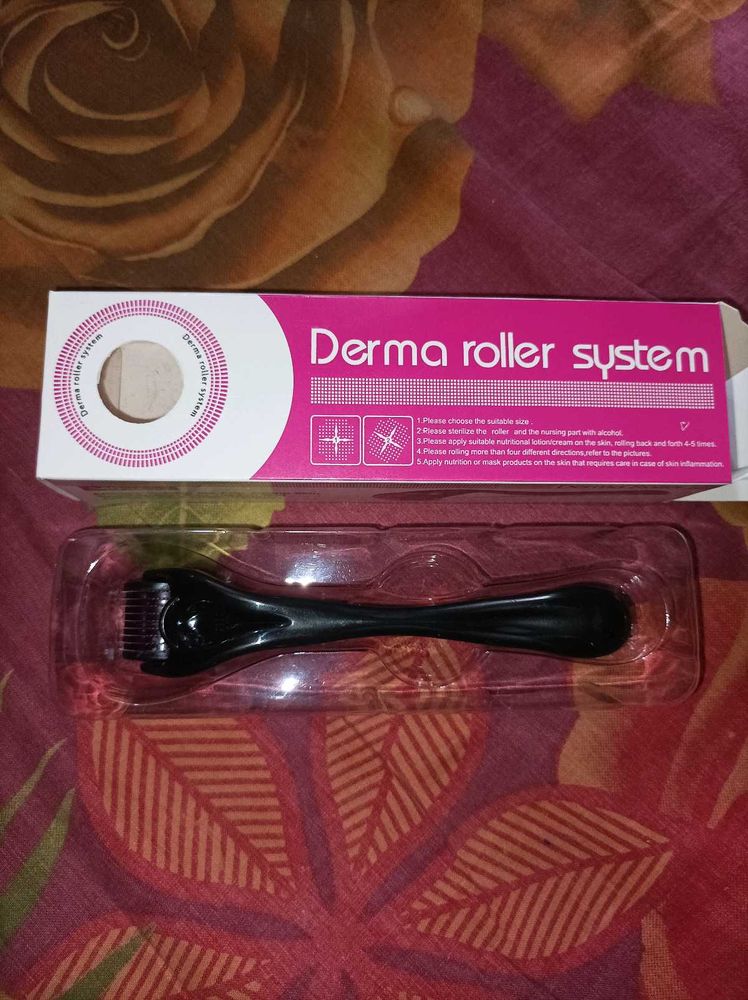 Derma roller system
Derma roller system
Derma roller system
1.Please choose the suitable size .
2.Please sterilize the roller and the nursing part with alcohol.
3.Please apply suitable nutritional lotion/cream on the skin, rolling back and forth 4-5 times.
4.Please rolling more than four different directions,refer to the pictures.
5.Apply nutrition or mask products on the skin that requires care in case of skin inflammation.